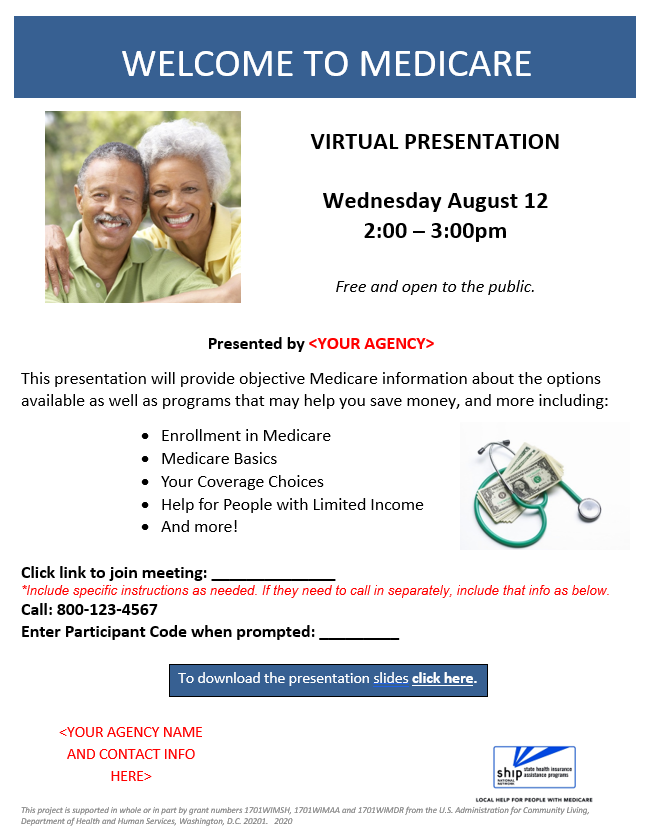 WELCOME TO MEDICARE
VIRTUAL PRESENTATION
Wednesday August 12
2:00 – 3:00pm
Free and open to the public.
Presented by <YOUR AGENCY>
This presentation will provide objective Medicare information about the options
available as well as programs that may help you save money, and more including:
• Enrollment in Medicare
• Medicare Basics
• Your Coverage Choices
• Help for People with Limited Income
• And more!
Click link to join meeting: ______________
*Include specific instructions as needed. If they need to call in separately, include that info as below.
Call: 800-123-4567
Enter Participant Code when prompted: _________
To download the presentation slides click here.
<YOUR AGENCY NAME
AND CONTACT INFO
HERE>
ship state health insurance
assistance programs
NATIONAL
NETWORK
LOCAL HELP FOR PEOPLE WITH MEDICARE
This project is supported in whole or in part by grant numbers 1701WIMSH, 1701WIMAA and 1701WIMDR from the U.S. Administration for Community Living,
Department of Health and Human Services, Washington, D.C. 20201.   2020